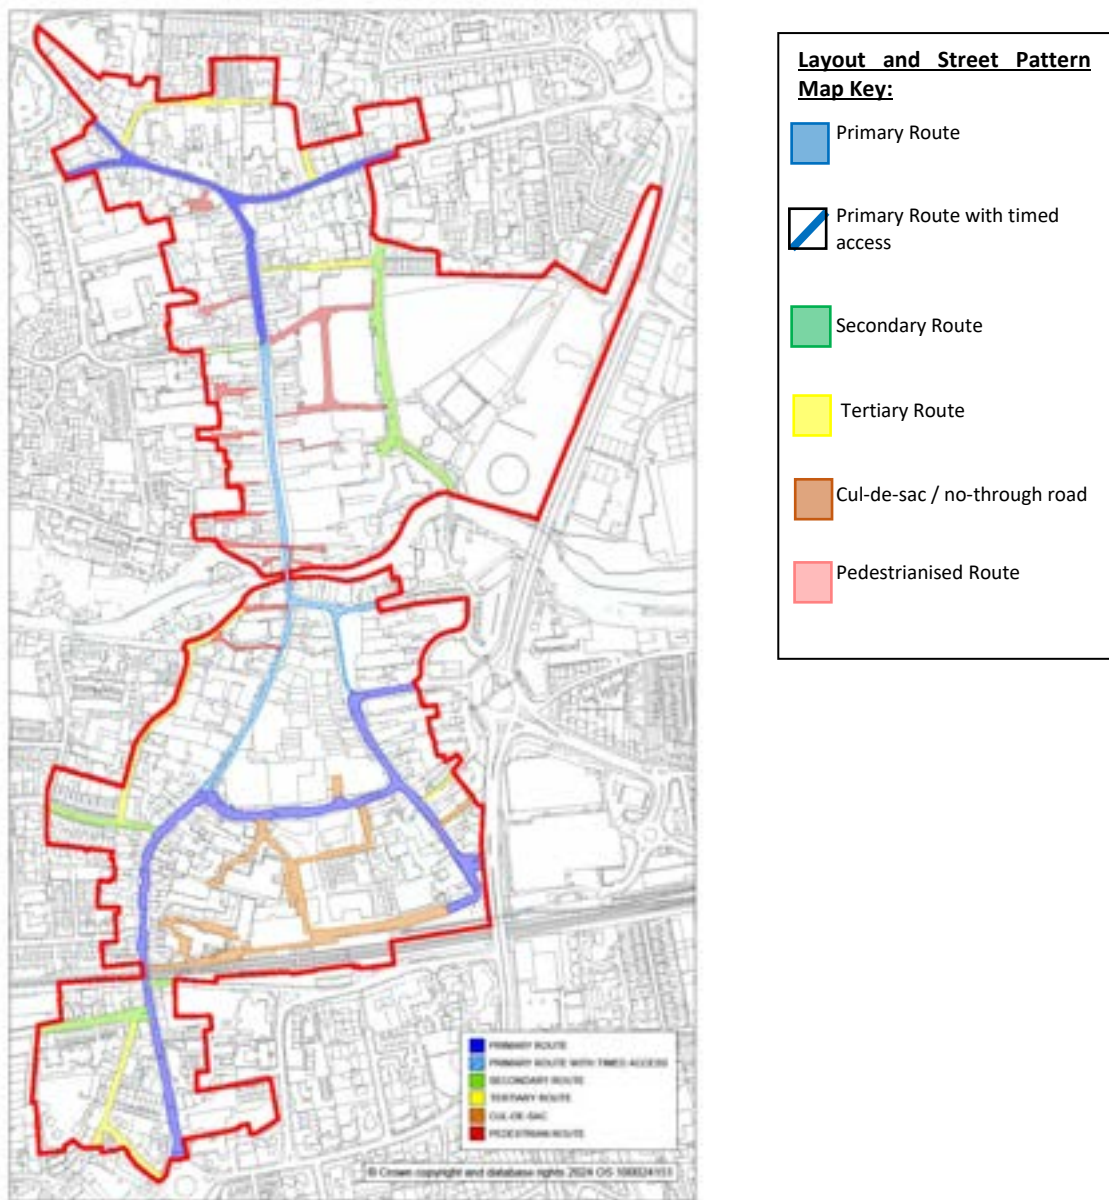 Layout and Street Pattern
Map Key:
Primary Route
Primary Route with timed
access
Secondary Route
Tertiary Route
Cul-de-sac / no-through road
Pedestrianised Route
PRIMARY ROUTE
PRIMARY ROUTE WITH TIMED ACCESS
SECONDARY ROUTE
TERTIARY ROUTE
CUL-DE-SAC
PEDESTRIAN ROUTE
© Crown copyright and database rights 2024 OS 100024151